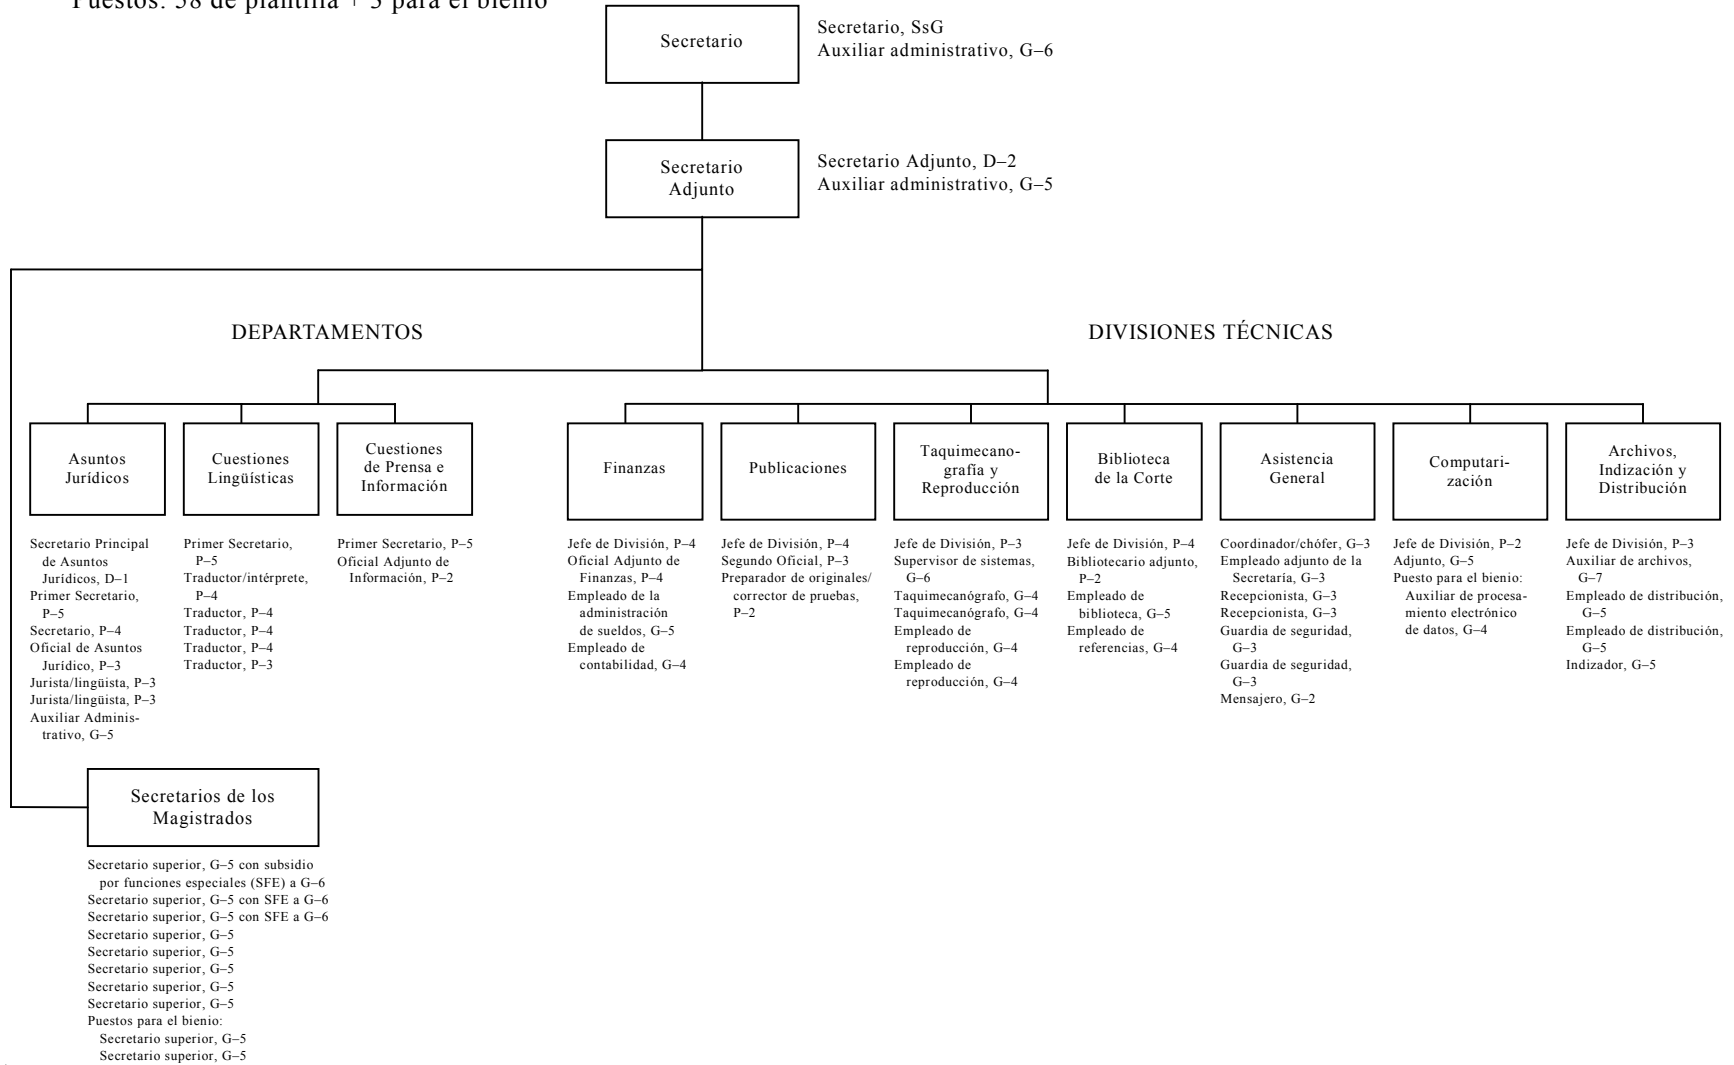 Puestos: 58 de plantilla + 3 para el bienio
Secretario
Secretario, SsG
Auxiliar administrativo, G–6
Secretario
Adjunto
Secretario Adjunto, D–2
Auxiliar administrativo, G–5
DEPARTAMENTOS
DIVISIONES TÉCNICAS
Asuntos
Jurídicos
Secretario Principal
de Asuntos
Jurídicos, D–1
Primer Secretario,
P–5
Secretario, P–4
Oficial de Asuntos
Jurídico, P–3
Jurista/lingüista, P–3
Jurista/lingüista, P–3
Auxiliar Adminis-
trativo, G–5
Cuestiones
Lingüísticas
Primer Secretario,
P–5
Traductor/intérprete,
P–4
Traductor, P–4
Traductor, P–4
Traductor, P–4
Traductor, P–3
Cuestiones
de Prensa e
Información
Primer Secretario, P–5
Oficial Adjunto de
Información, P–2
Finanzas
Jefe de División, P–4
Oficial Adjunto de
Finanzas, P–4
Empleado de la
administración
de sueldos, G–5
Empleado de
contabilidad, G–4
Publicaciones
Jefe de División, P–4
Segundo Oficial, P–3
Preparador de originales/
corrector de pruebas,
P–2
Taquimecano-
grafía y
Reproducción
Jefe de División, P–3
Supervisor de sistemas,
G–6
Taquimecanógrafo, G–4
Taquimecanógrafo, G–4
Empleado de
reproducción, G–4
Empleado de
reproducción, G–4
Biblioteca
de la Corte
Jefe de División, P–4
Bibliotecario adjunto,
P–2
Empleado de
biblioteca, G–5
Empleado de
referencias, G–4
Asistencia
General
Coordinador/chófer, G–3
Empleado adjunto de la
Secretaría, G–3
Recepcionista, G–3
Recepcionista, G–3
Guardia de seguridad,
G–3
Guardia de seguridad,
G–3
Mensajero, G–2
Computari-
zación
Jefe de División, P–2
Adjunto, G–5
Puesto para el bienio:
Auxiliar de procesa-
miento electrónico
de datos, G–4
Archivos,
Indización y
Distribución
Jefe de División, P–3
Auxiliar de archivos,
G–7
Empleado de distribución,
G–5
Empleado de distribución,
G–5
Indizador, G–5
Secretarios de los
Magistrados
Secretario superior, G–5 con subsidio
por funciones especiales (SFE) a G–6
Secretario superior, G–5 con SFE a G–6
Secretario superior, G–5 con SFE a G–6
Secretario superior, G–5
Secretario superior, G–5
Secretario superior, G–5
Secretario superior, G–5
Secretario superior, G–5
Puestos para el bienio:
Secretario superior, G–5
Secretario superior, G–5